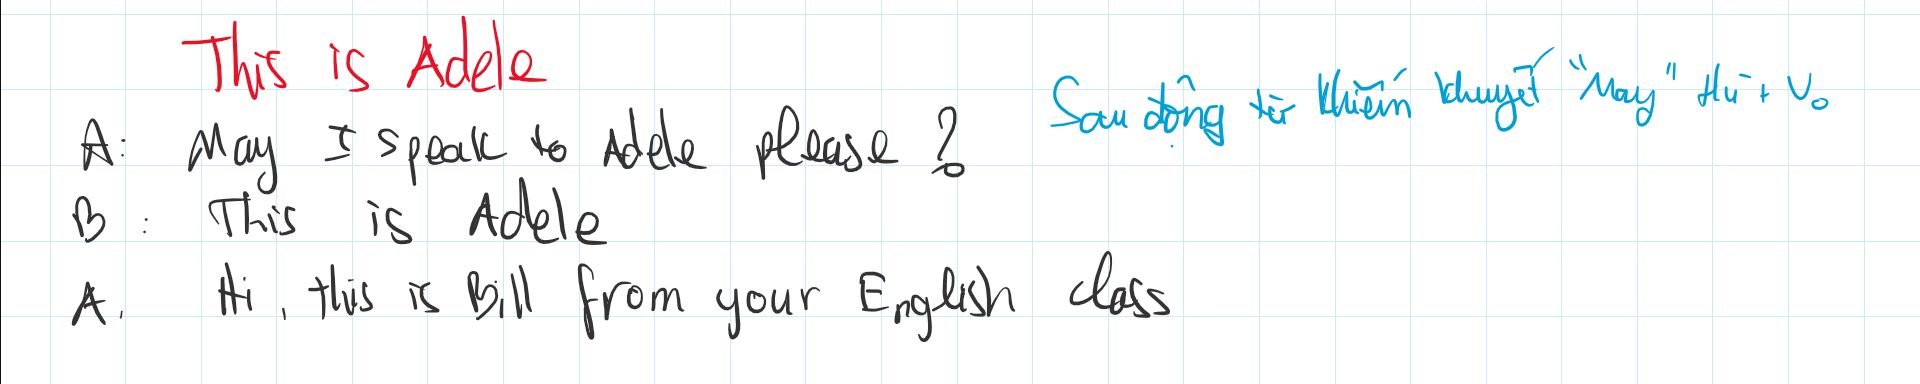 This is Adele
Sau động từ khiếm khuyết "May" thì + Vo
A: May I speak to Adele please?
B: This is Adele
A. Hi, this is Bill from your English class